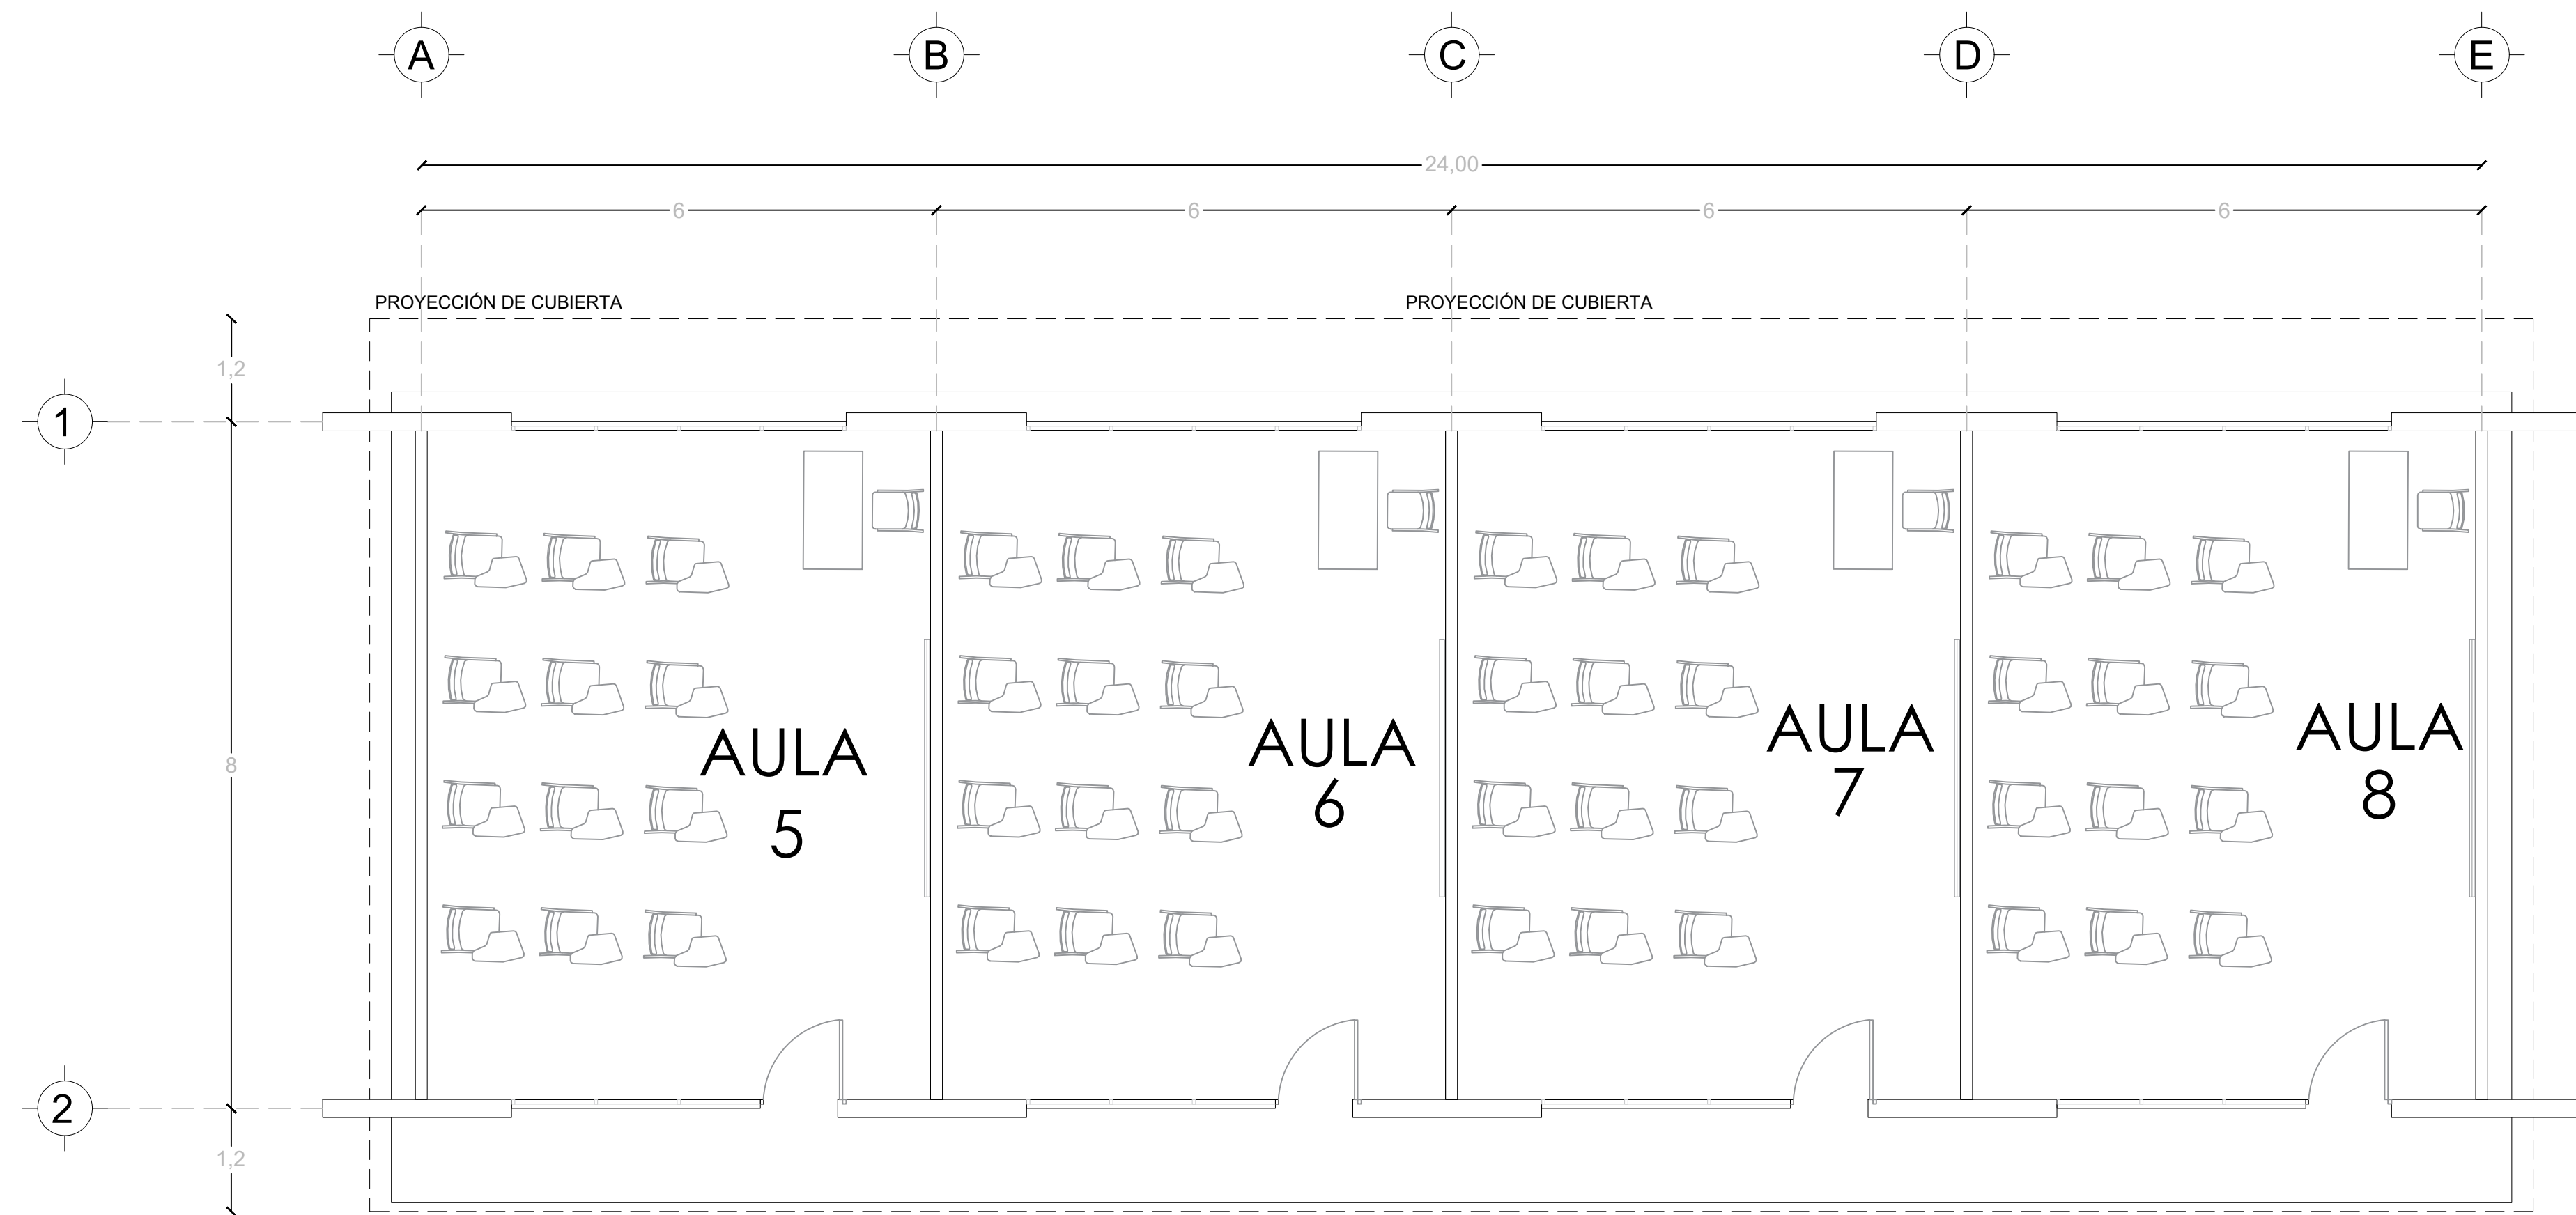 A B C D E
24,00
6 6 6 6
PROYECCIÓN DE CUBIERTA PROYECCIÓN DE CUBIERTA
1,2
1
AULA
5
AULA
6
AULA
7
AULA
8
8
2
1,2